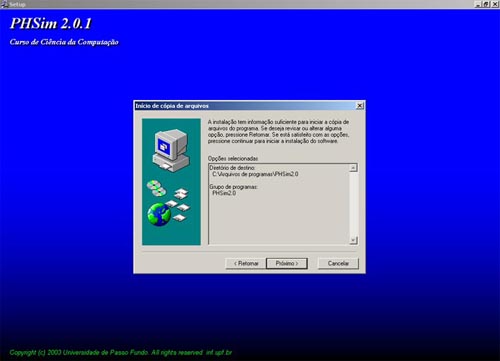 Setup
PHSim 2.0.1
Curso de Ciência da Computação
Início de cópia de arquivos
A instalação tem informação suficiente para iniciar a cópia de
arquivos do programa. Se deseja revisar ou alterar alguma
opção, pressione Retornar. Se está satisfeito com as opções,
pressione continuar para iniciar a instalação do software.
Opções selecionadas
Diretório de destino:
C:\Arquivos de programas\PHSim2.0
Grupo de programas:
PHSim2.0
< Retornar
Próximo >
Cancelar
Copyright (c) 2003 Universidade de Passo Fundo. All rights reserved. inf.upf.br